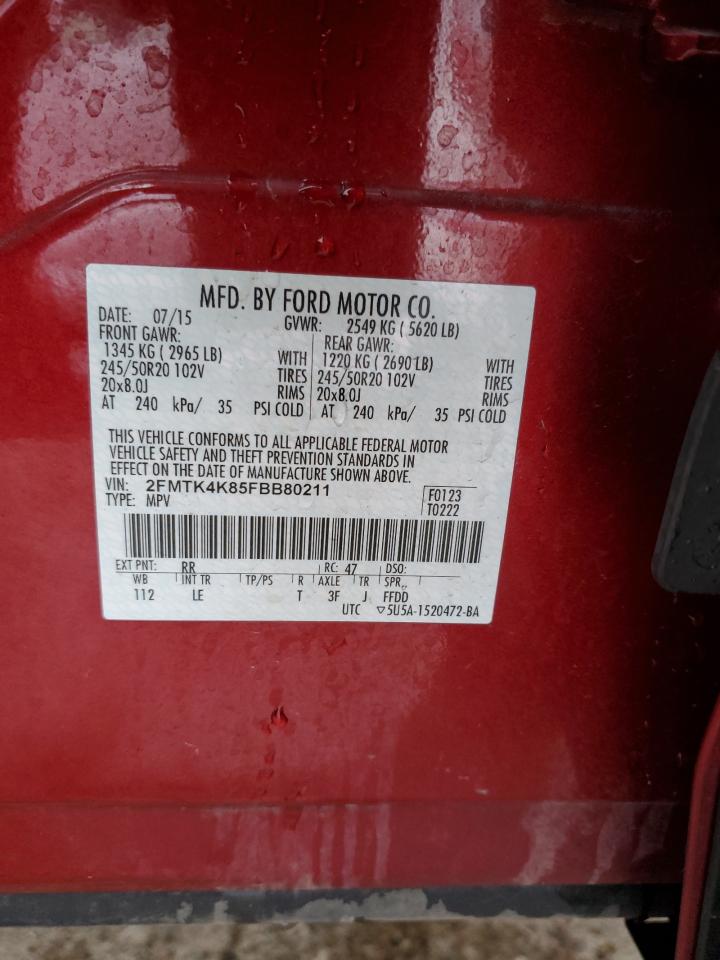 MFD. BY FORD MOTOR CO.
DATE: 07/15 GVWR: 2549 KG ( 5620 LB)
FRONT GAWR: REAR GAWR:
1345 KG ( 2965 LB) WITH 1220 KG ( 2690 LB) WITH
245/50R20 102V TIRES 245/50R20 102V TIRES
20x8.0J RIMS 20x8.0J RIMS
AT 240 kPa/ 35 PSI COLD AT 240 kPa/ 35 PSI COLD
THIS VEHICLE CONFORMS TO ALL APPLICABLE FEDERAL MOTOR
VEHICLE SAFETY AND THEFT PREVENTION STANDARDS IN
EFFECT ON THE DATE OF MANUFACTURE SHOWN ABOVE.
VIN: 2FMTK4K85FBB80211 F0123
TYPE: MPV T0222
EXT PNT: RR RC: 47 DSO:
WB INT TR TP/PS R AXLE TR SPR
112 LE T 3F J FFDD
UTC ▽5U5A-1520472-BA